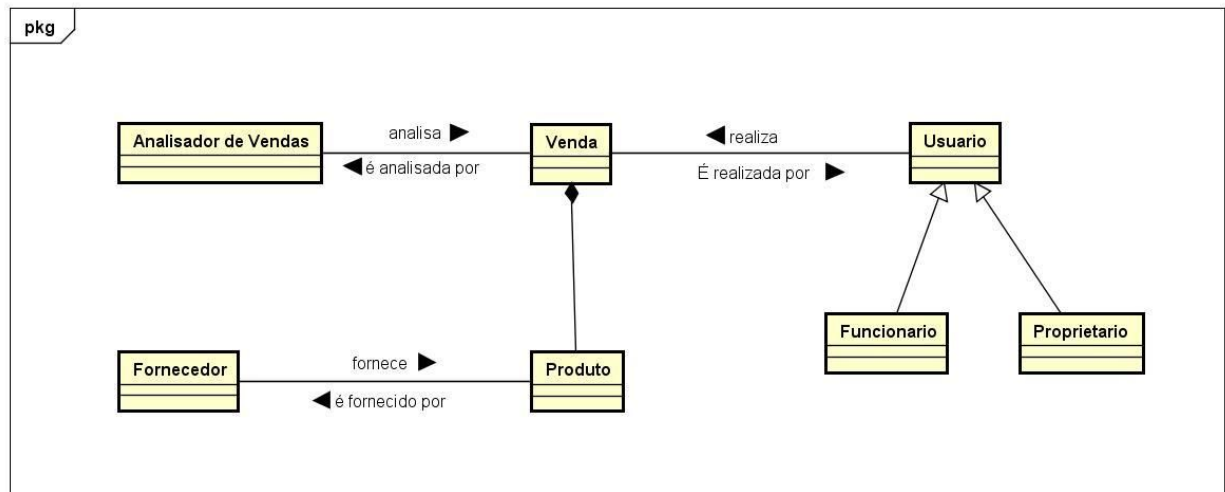 pkg
Analisador de Vendas
analisa
é analisada por
Venda
realiza
É realizada por
Usuario
Funcionario
Proprietario
Fornecedor
fornece
é fornecido por
Produto